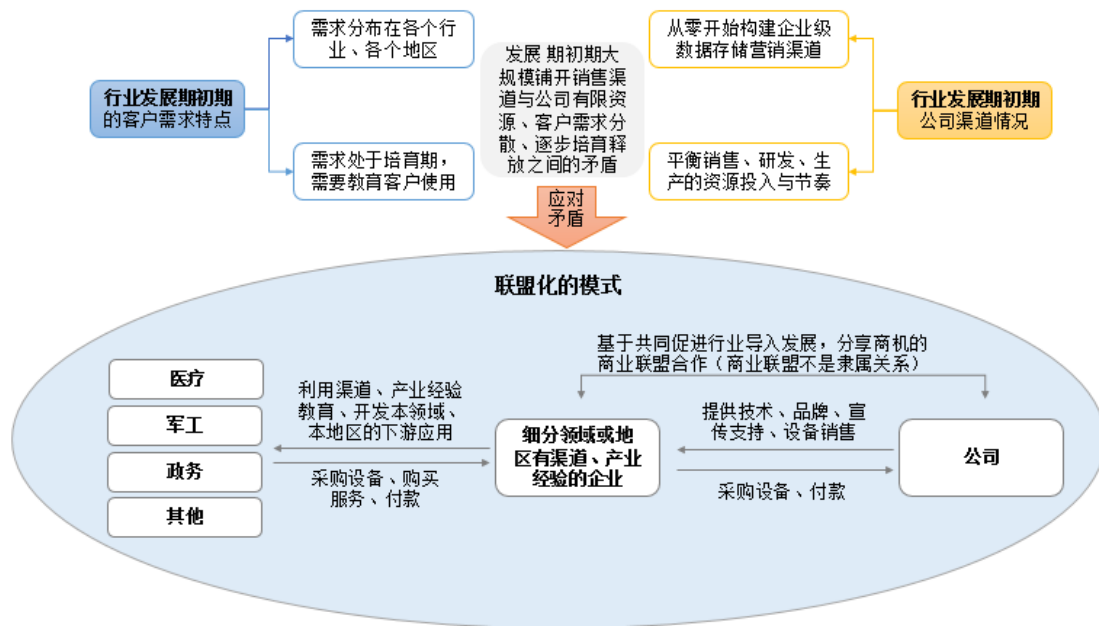 需求分布在各个行
业、各个地区
行业发展期初期
的客户需求特点
需求处于培育期，
需要教育客户使用
发展 期初期大
规模铺开销售渠
道与公司有限资
源、客户需求分
散、逐步培育释
放之间的矛盾
从零开始构建企业级
数据存储营销渠道
行业发展期初期
公司渠道情况
平衡销售、研发、生
产的资源投入与节奏
应对
矛盾
联盟化的模式
基于共同促进行业导入发展，分享商机的
商业联盟合作（商业联盟不是隶属关系）
医疗
军工
政务
其他
利用渠道、产业经验
教育、开发本领域、
本地区的下游应用
采购设备、购买
服务、付款
细分领域或地
区有渠道、产业
经验的企业
提供技术、品牌、宣
传支持、设备销售
采购设备、付款
公司